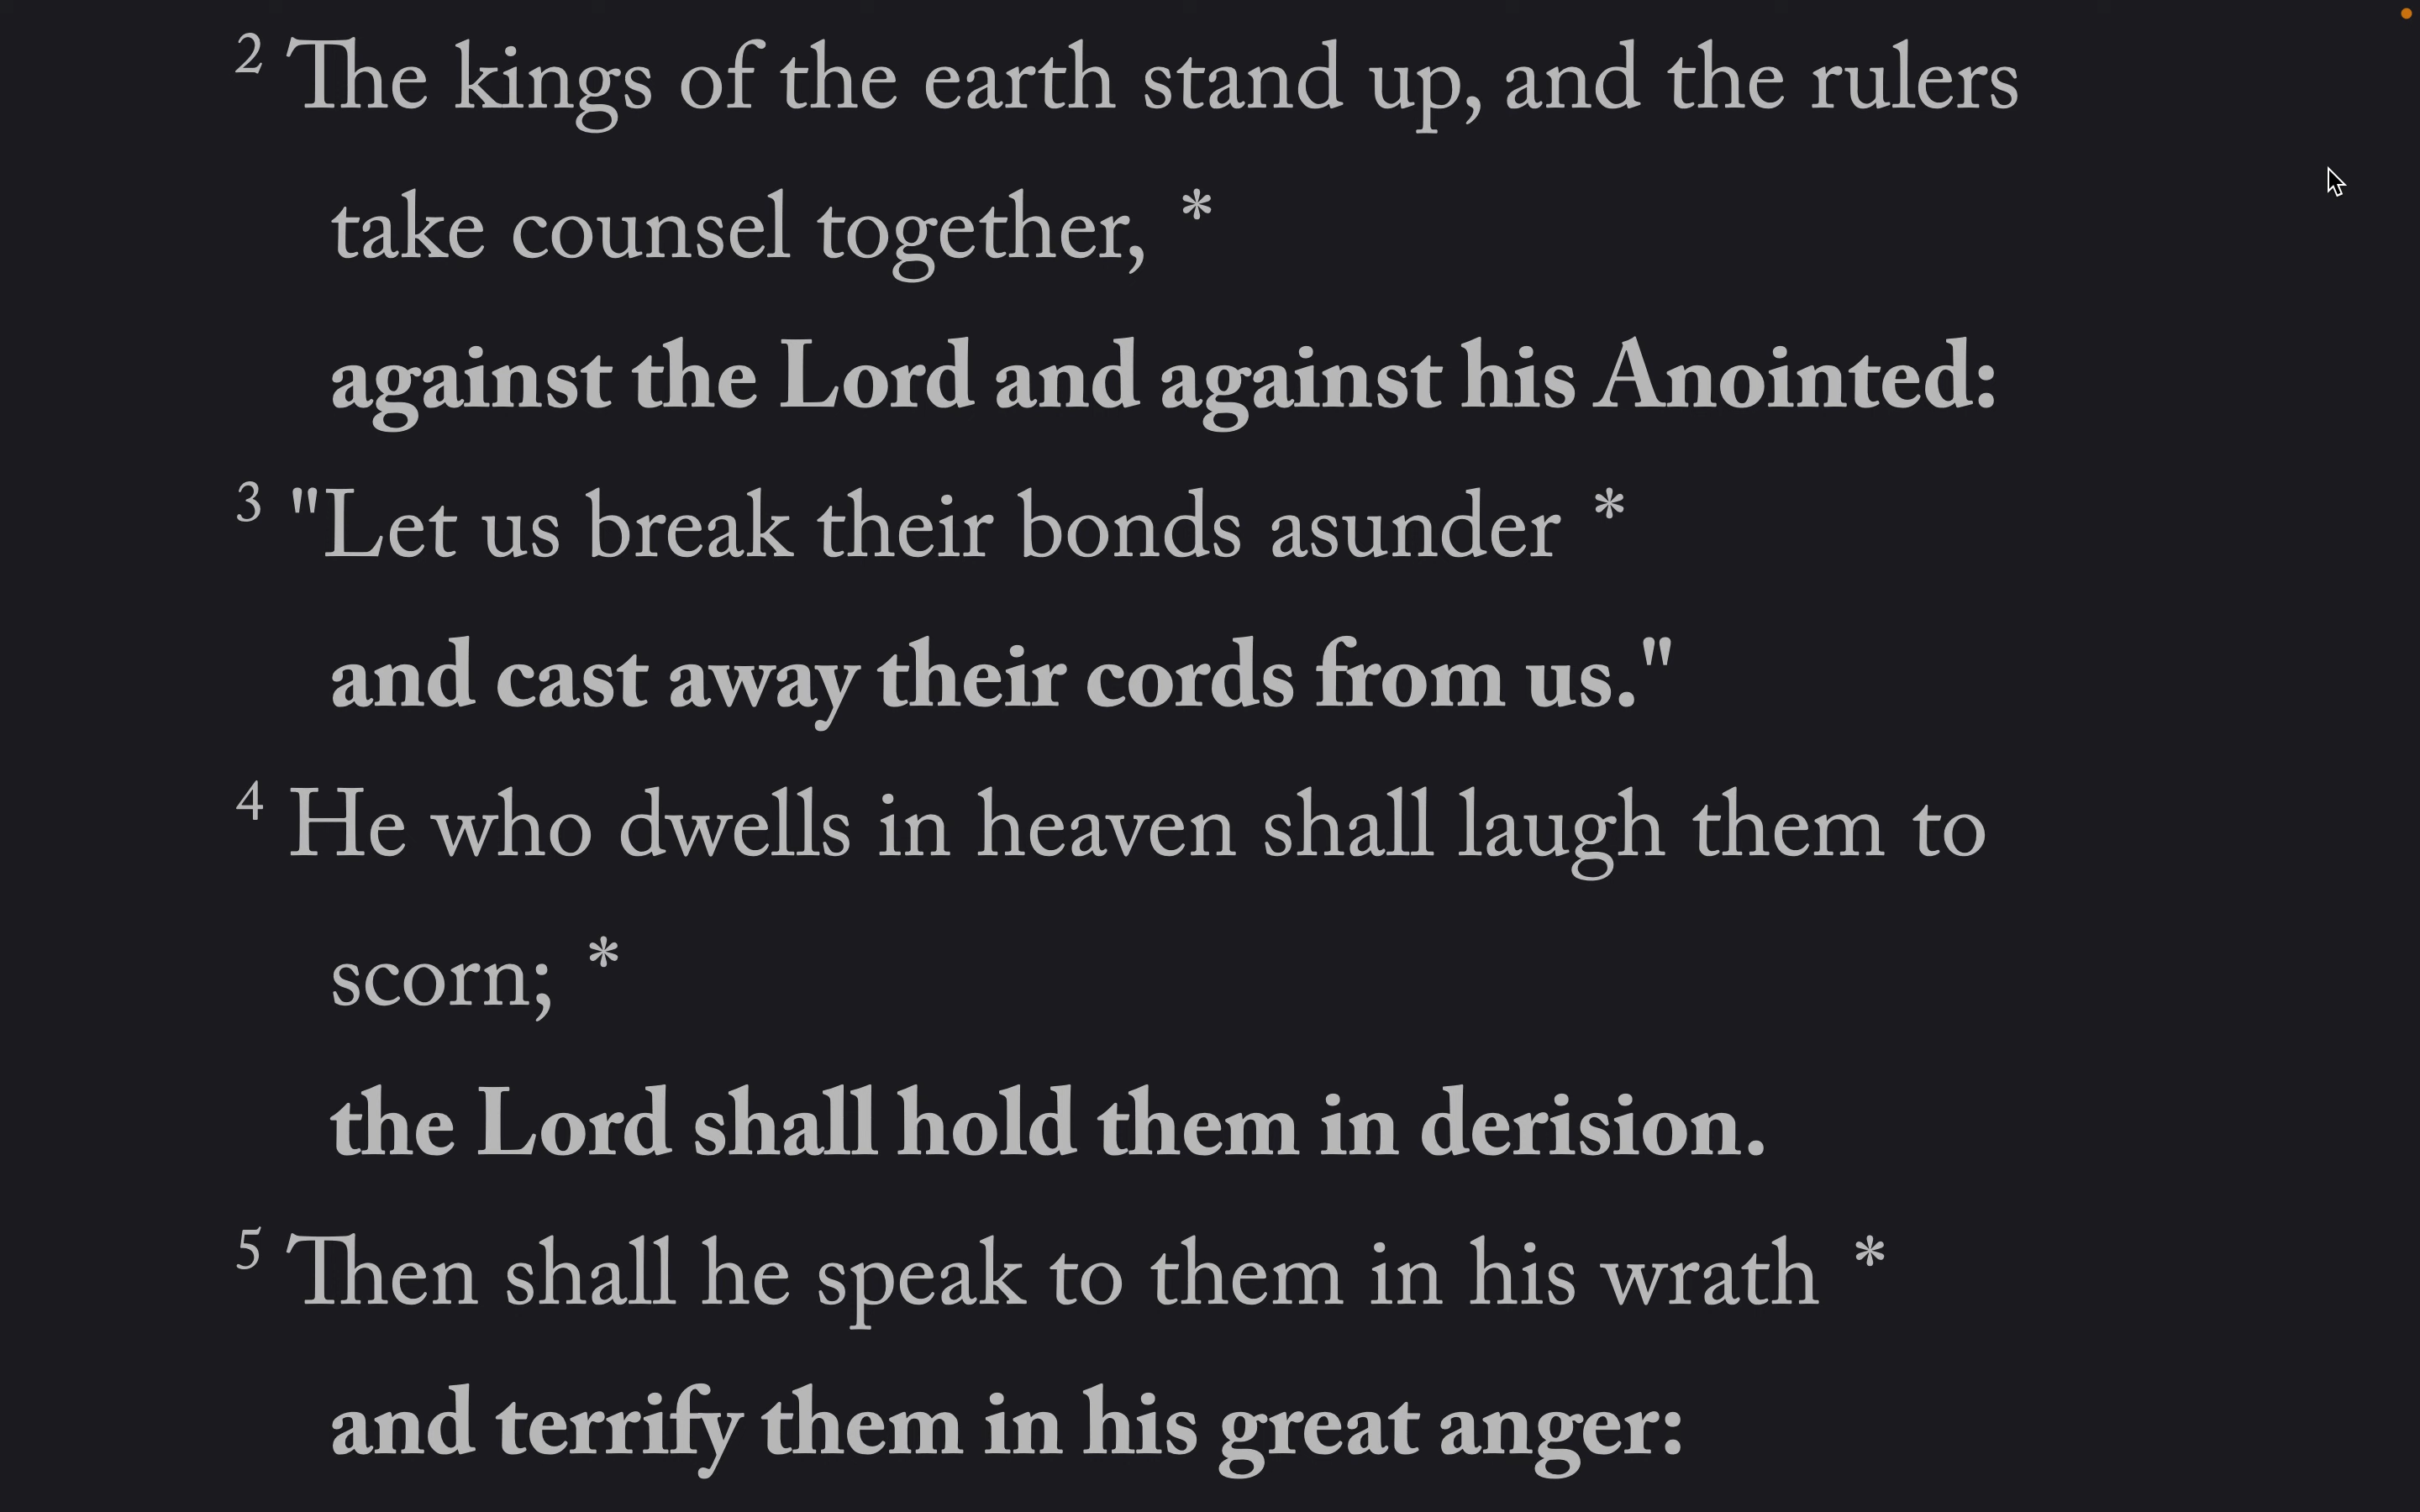 2 The kings of the earth stand up, and the rulers
take counsel together, *
against the Lord and against his Anointed:
3 "Let us break their bonds asunder *
and cast away their cords from us."
4 He who dwells in heaven shall laugh them to
scorn; *
the Lord shall hold them in derision.
5 Then shall he speak to them in his wrath *
and terrify them in his great anger: